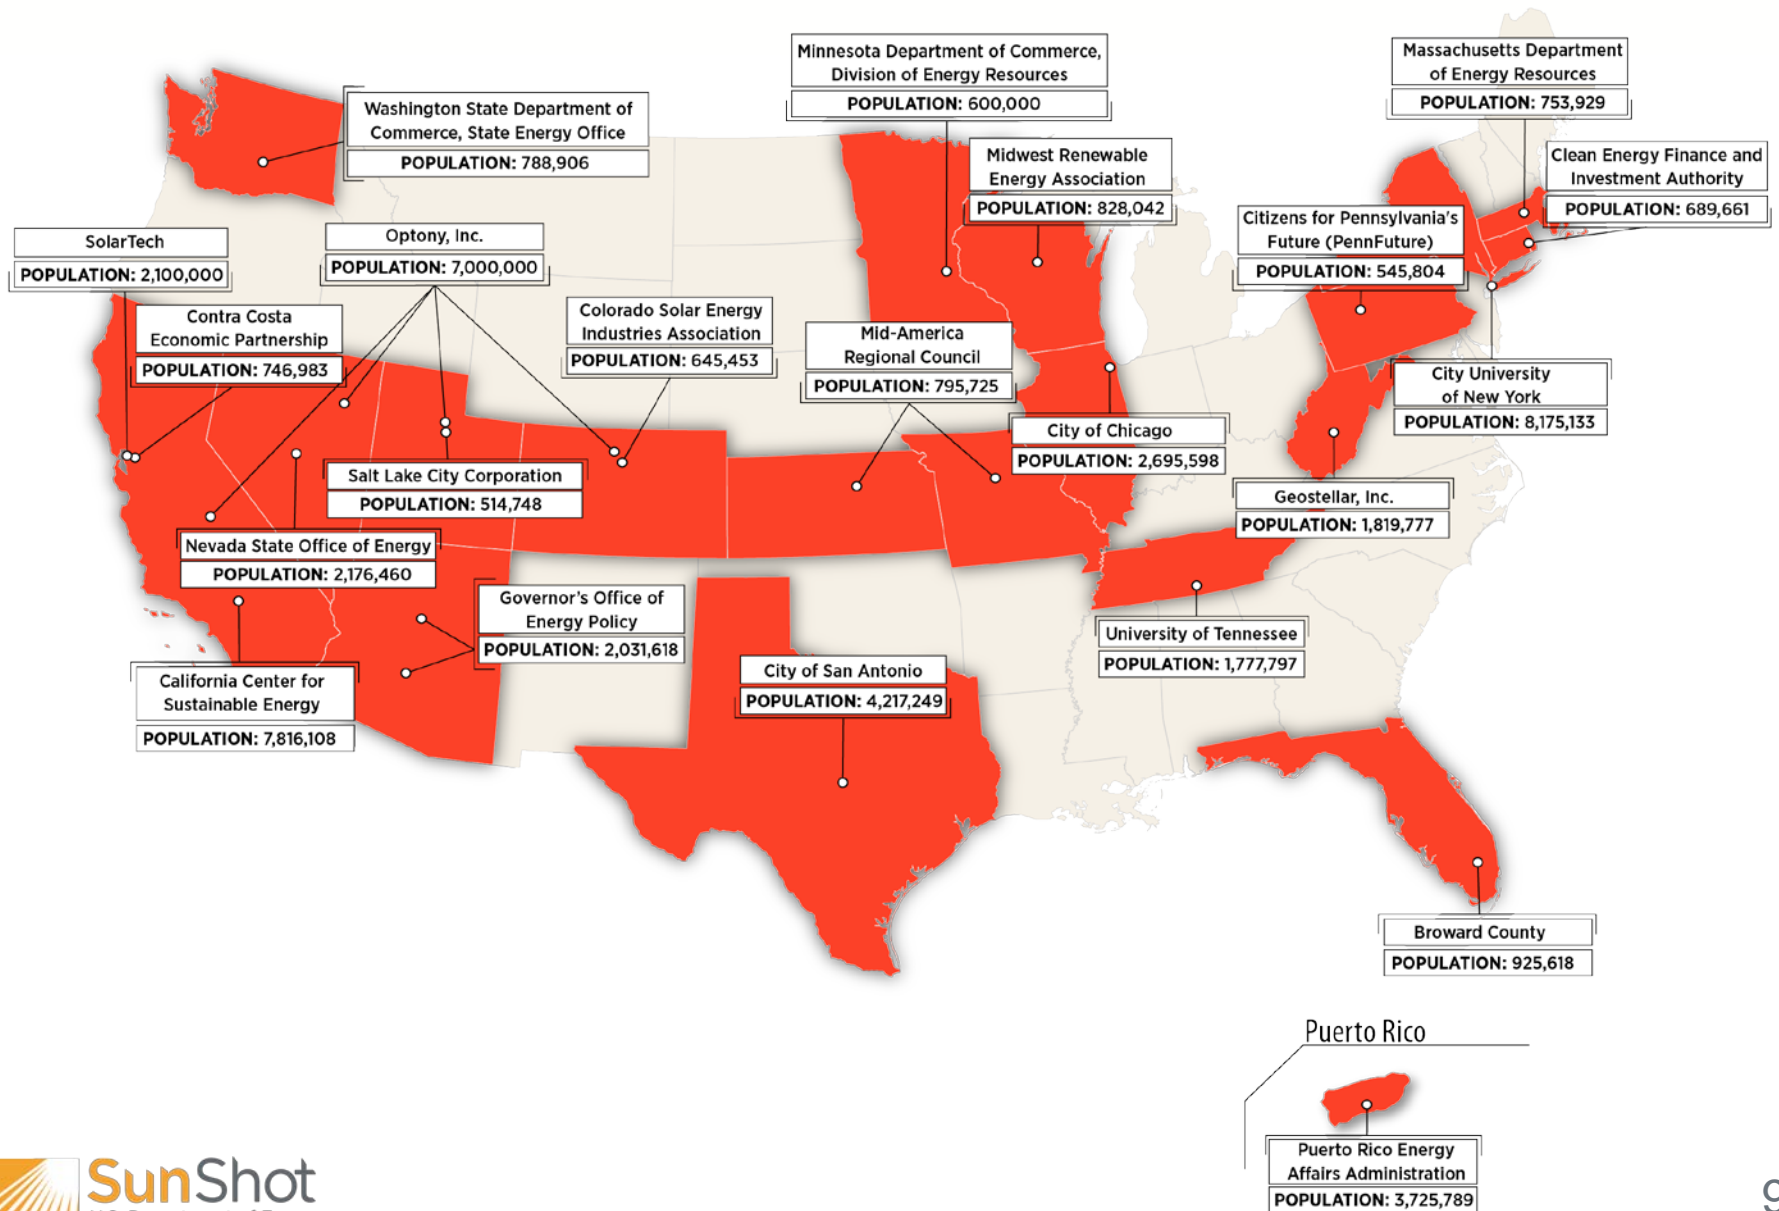 Minnesota Department of Commerce,
Division of Energy Resources
POPULATION: 600,000
Massachusetts Department
of Energy Resources
POPULATION: 753,929
Washington State Department of
Commerce, State Energy Office
POPULATION: 788,906
Midwest Renewable
Energy Association
POPULATION: 828,042
Clean Energy Finance and
Investment Authority
POPULATION: 689,661
Citizens for Pennsylvania's
Future (PennFuture)
POPULATION: 545,804
SolarTech
POPULATION: 2,100,000
Optony, Inc.
POPULATION: 7,000,000
Contra Costa
Economic Partnership
POPULATION: 746,983
Colorado Solar Energy
Industries Association
POPULATION: 645,453
Mid-America
Regional Council
POPULATION: 795,725
City University
of New York
POPULATION: 8,175,133
City of Chicago
POPULATION: 2,695,598
Salt Lake City Corporation
POPULATION: 514,748
Geostellar, Inc.
POPULATION: 1,819,777
Nevada State Office of Energy
POPULATION: 2,176,460
Governor's Office of
Energy Policy
POPULATION: 2,031,618
University of Tennessee
POPULATION: 1,777,797
California Center for
Sustainable Energy
POPULATION: 7,816,108
City of San Antonio
POPULATION: 4,217,249
Broward County
POPULATION: 925,618
Puerto Rico
Puerto Rico Energy
Affairs Administration
POPULATION: 3,725,789
SunShot